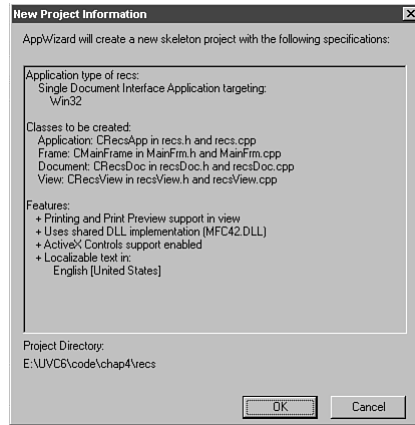 New Project Information
AppWizard will create a new skeleton project with the following specifications:
Application type of recs:
Single Document Interface Application targeting:
Win32
Classes to be created:
Application: CRecsApp in recs.h and recs.cpp
Frame: CMainFrame in MainFrm.h and MainFrm.cpp
Document: CRecsDoc in recsDoc.h and recsDoc.cpp
View: CRecsView in recsView.h and recsView.cpp
Features:
+ Printing and Print Preview support in view
+ Uses shared DLL implementation (MFC42.DLL)
+ ActiveX Controls support enabled
+ Localizable text in:
English [United States]
Project Directory:
E:\UVC6\code\chap4\recs
OK Cancel